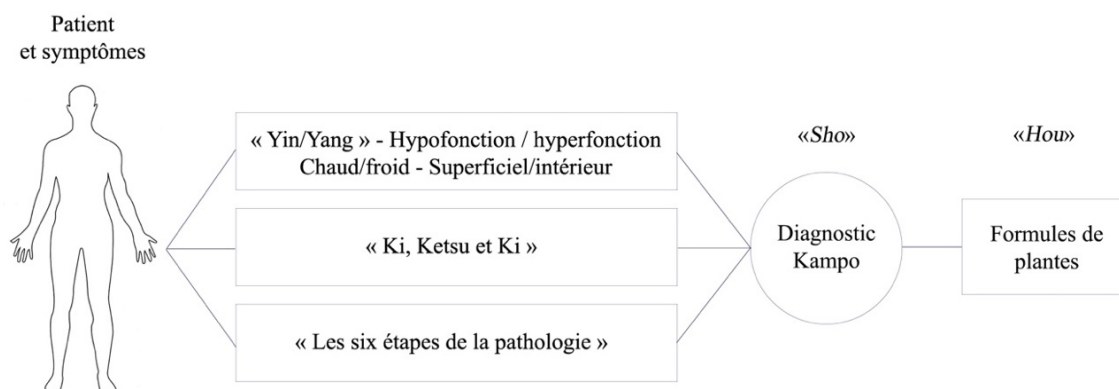 Patient
et symptômes
« Yin/Yang » - Hypofonction / hyperfonction
Chaud/froid - Superficiel/intérieur
« Ki, Ketsu et Ki »
« Les six étapes de la pathologie »
«Sho»
Diagnostic
Kampo
«Hou»
Formules de
plantes